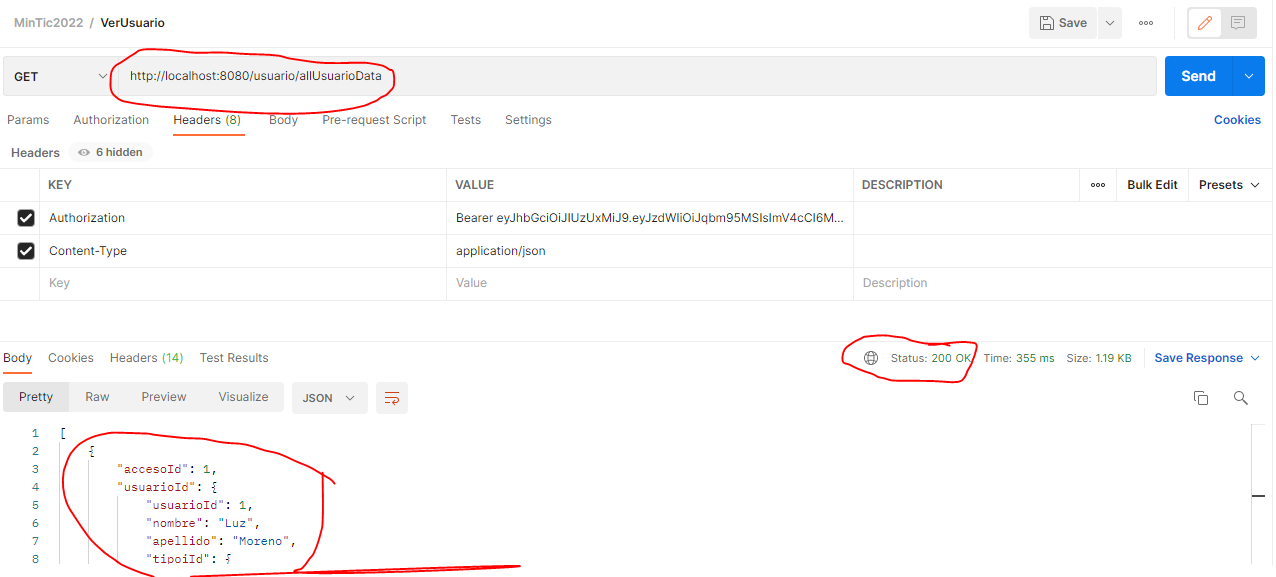 MinTic2022 / VerUsuario
Save
GET
http://localhost:8080/usuario/allUsuarioData
Send
Params Authorization Headers (8) Body Pre-request Script Tests Settings Cookies
Headers 6 hidden
KEY VALUE DESCRIPTION Bulk Edit Presets
Authorization Bearer eyJhbGciOiJIUzUxMiJ9.eyJzdWIiOiJqbm95MSIsImV4cCI6M...
Content-Type application/json
Key Value Description
Body Cookies Headers (14) Test Results Status: 200 OK Time: 355 ms Size: 1.19 KB Save Response
Pretty Raw Preview Visualize JSON
1 [
2 {
3 "accesoId": 1,
4 "usuarioId": {
5 "usuarioId": 1,
6 "nombre": "Luz",
7 "apellido": "Moreno",
8 "tipoiId": {